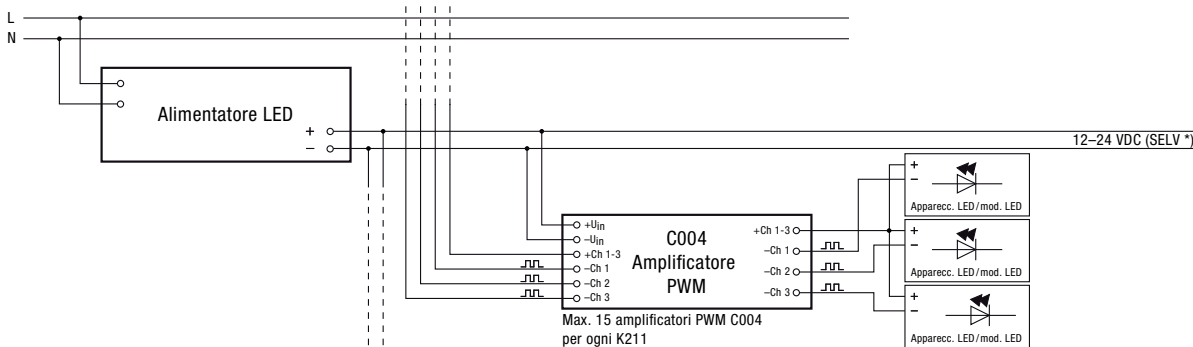 L
N
Alimentatore LED
+
–
12–24 VDC (SELV *)
+Uin
–Uin
+Ch 1-3
–Ch 1
–Ch 2
–Ch 3
C004
Amplificatore
PWM
+Ch 1-3
–Ch 1
–Ch 2
–Ch 3
Max. 15 amplificatori PWM C004
per ogni K211
+
–
Apparecc. LED/mod. LED
+
–
Apparecc. LED/mod. LED
+
–
Apparecc. LED/mod. LED